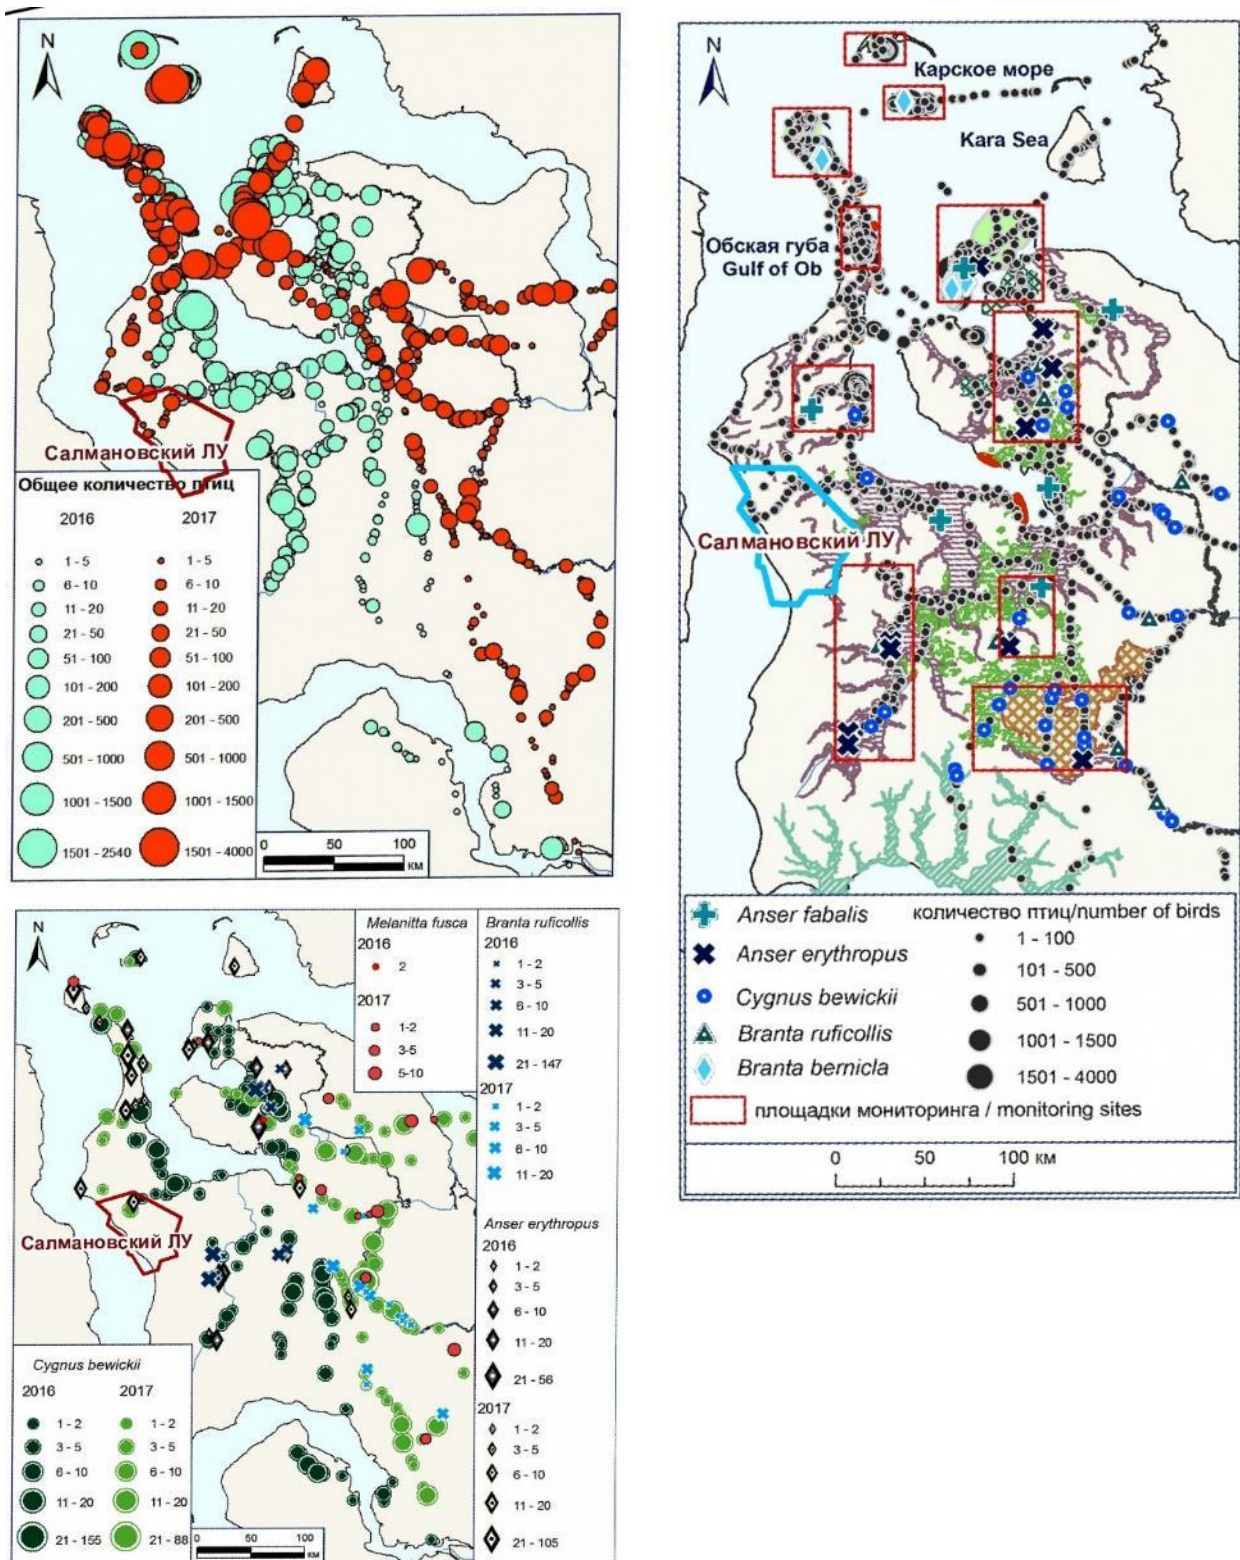 N
Салмановский ЛУ
Общее количество птиц
2016 2017
1 - 5 1 - 5
6 - 10 6 - 10
11 - 20 11 - 20
21 - 50 21 - 50
51 - 100 51 - 100
101 - 200 101 - 200
201 - 500 201 - 500
501 - 1000 501 - 1000
1001 - 1500 1001 - 1500
1501 - 2540 1501 - 4000
0 50 100
км
N
Карское море
Kara Sea
Обская губа
Gulf of Ob
Салмановский ЛУ
Anser fabalis
Anser erythropus
Cygnus bewickii
Branta ruficollis
Branta bernicla
количество птиц/number of birds
1 - 100
101 - 500
501 - 1000
1001 - 1500
1501 - 4000
площадки мониторинга / monitoring sites
0 50 100 км
N
Melanitta fusca
2016
2
2017
1-2
3-5
5-10
Branta ruficollis
2016
1 - 2
3 - 5
6 - 10
11 - 20
21 - 147
2017
1 - 2
3 - 5
6 - 10
11 - 20
Anser erythropus
2016
1 - 2
3 - 5
6 - 10
11 - 20
21 - 56
2017
1 - 2
3 - 5
6 - 10
11 - 20
21 - 105
Салмановский ЛУ
Cygnus bewickii
2016 2017
1 - 2 1 - 2
3 - 5 3 - 5
6 - 10 6 - 10
11 - 20 11 - 20
21 - 155 21 - 88
0 50 100
км